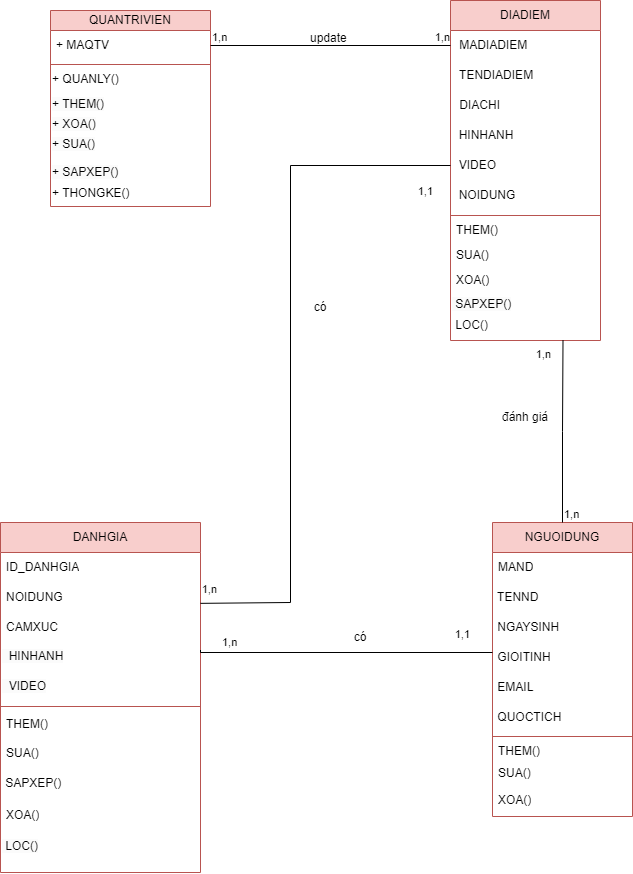 QUANTRIVIEN
+ MAQTV
+ QUANLY()
+ THEM()
+ XOA()
+ SUA()
+ SAPXEP()
+ THONGKE()
1,n
update
1,n
DIADIEM
MADIADIEM
TENDIADIEM
DIACHI
HINHANH
VIDEO
NOIDUNG
THEM()
SUA()
XOA()
SAPXEP()
LOC()
1,1
có
1,n
1,n
đánh giá
1,n
DANHGIA
ID_DANHGIA
NOIDUNG
CAMXUC
HINHANH
VIDEO
THEM()
SUA()
SAPXEP()
XOA()
LOC()
1,n
có
1,1
NGUOIDUNG
MAND
TENND
NGAYSINH
GIOITINH
EMAIL
QUOCTICH
THEM()
SUA()
XOA()